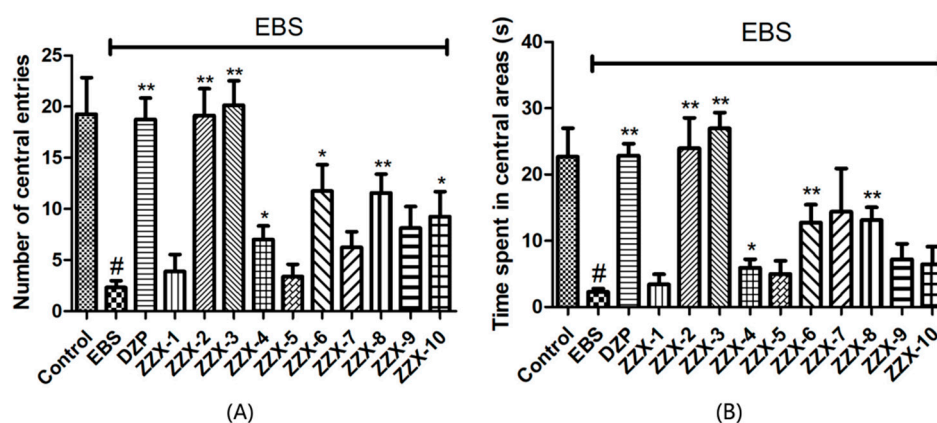 EBS
Number of central entries
25
20
15
10
5
0
**
**
**
#
*
*
**
*
Control
EBS
DZP
ZZX-1
ZZX-2
ZZX-3
ZZX-4
ZZX-5
ZZX-6
ZZX-7
ZZX-8
ZZX-9
ZZX-10
(A)
EBS
Time spent in central areas (s)
40
30
20
10
0
**
**
**
#
*
**
**
Control
EBS
DZP
ZZX-1
ZZX-2
ZZX-3
ZZX-4
ZZX-5
ZZX-6
ZZX-7
ZZX-8
ZZX-9
ZZX-10
(B)